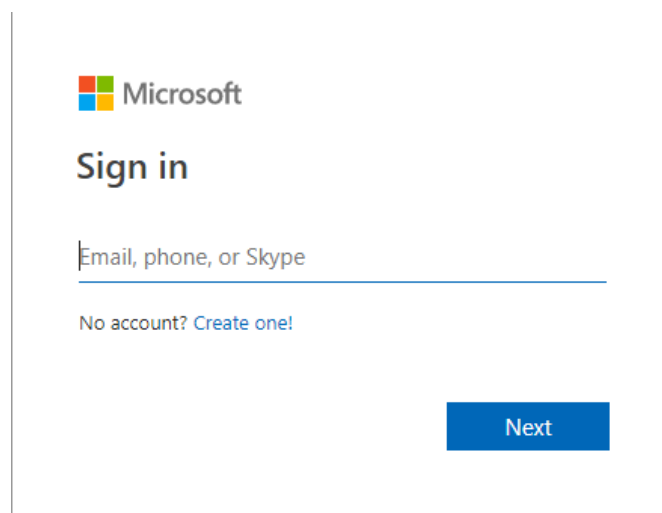 Microsoft
Sign in
Email, phone, or Skype
No account? Create one!
Next